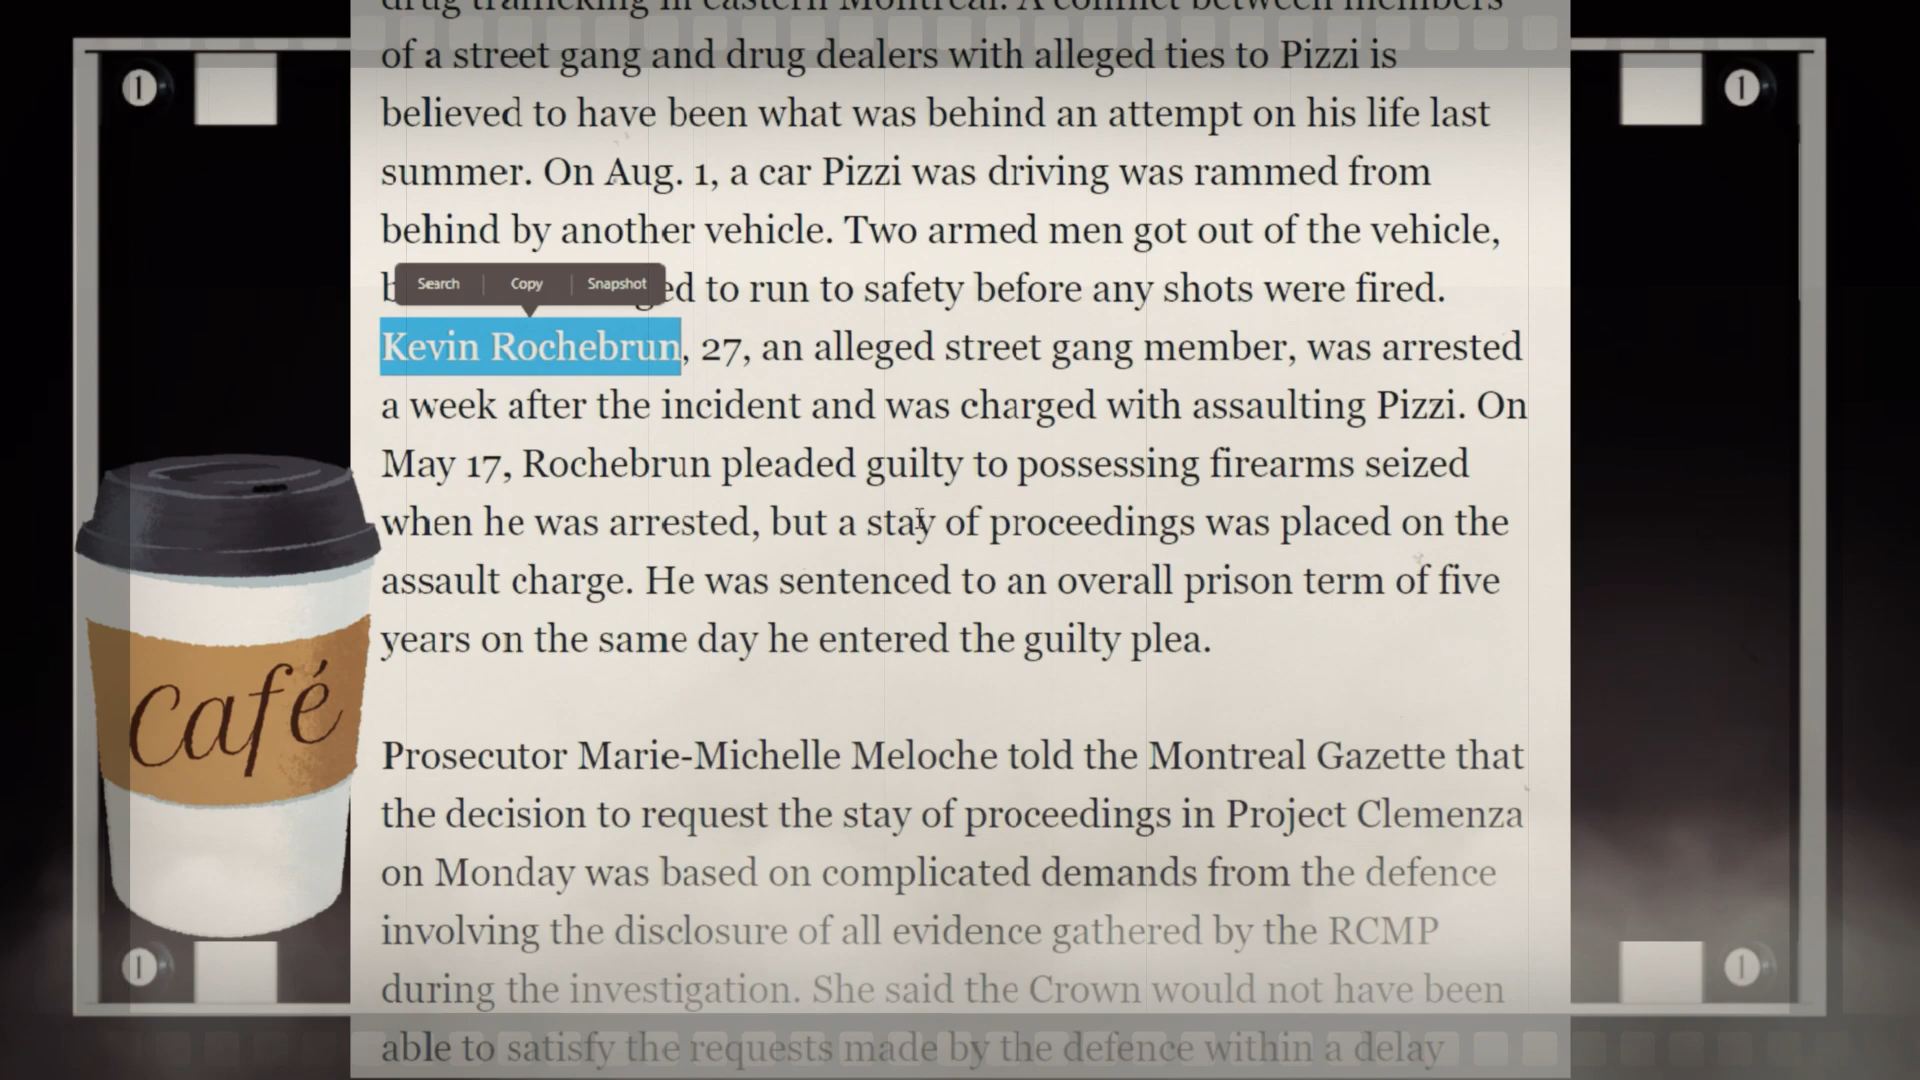 drug trafficking in eastern Montreal. A conflict between members
of a street gang and drug dealers with alleged ties to Pizzi is
believed to have been what was behind an attempt on his life last
summer. On Aug. 1, a car Pizzi was driving was rammed from
behind by another vehicle. Two armed men got out of the vehicle,
Search Copy Snapshot
ed to run to safety before any shots were fired.
Kevin Rochebrun, 27, an alleged street gang member, was arrested
a week after the incident and was charged with assaulting Pizzi. On
May 17, Rochebrun pleaded guilty to possessing firearms seized
when he was arrested, but a stay of proceedings was placed on the
assault charge. He was sentenced to an overall prison term of five
years on the same day he entered the guilty plea.
Café
Prosecutor Marie-Michelle Meloche told the Montreal Gazette that
the decision to request the stay of proceedings in Project Clemenza
on Monday was based on complicated demands from the defence
involving the disclosure of all evidence gathered by the RCMP
during the investigation. She said the Crown would not have been
able to satisfy the requests made by the defence within a delay